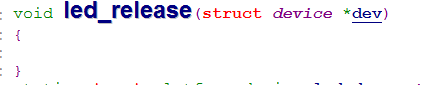 void led_release(struct device *dev)
{
}